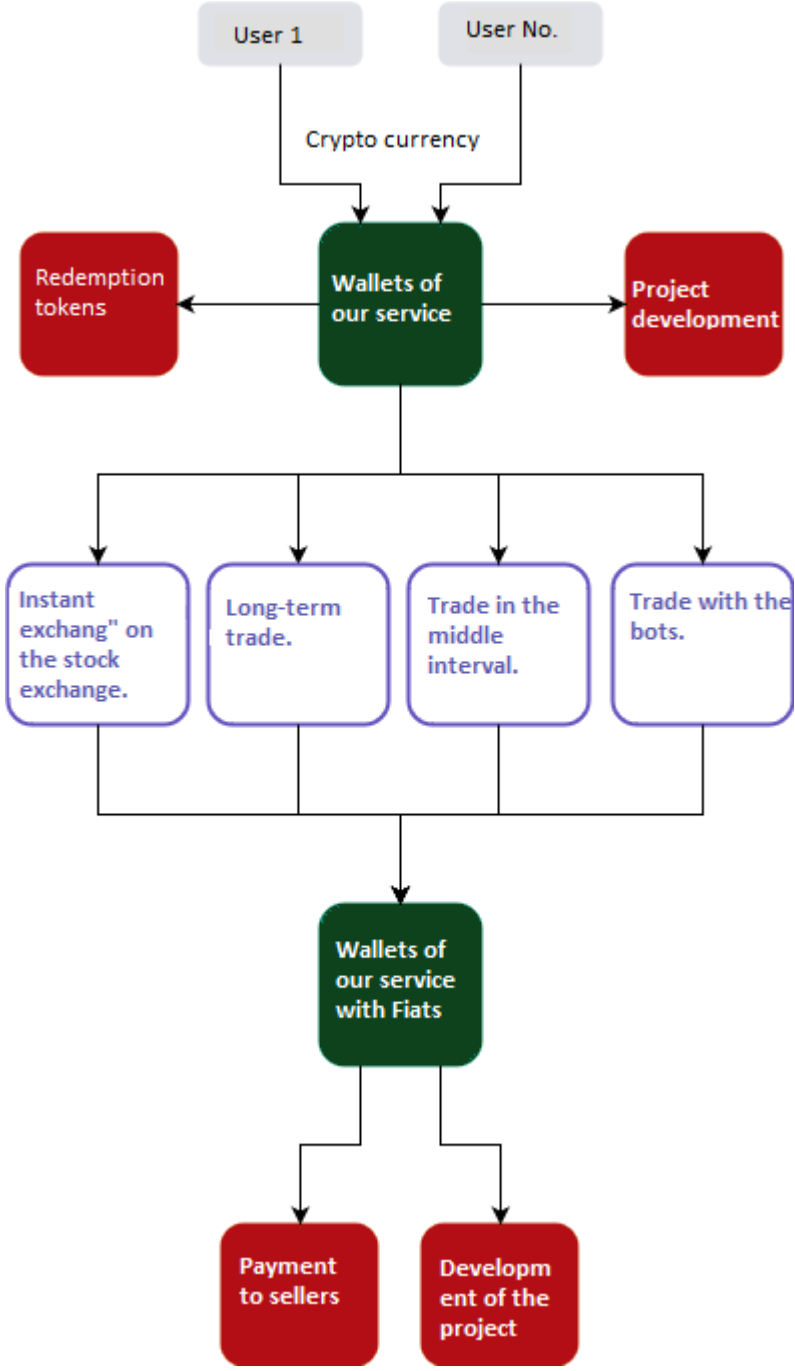 User 1
User No.
Crypto currency
Redemption
tokens
Wallets of
our service
Project
development
Instant
exchang" on
the stock
exchange.
Long-term
trade.
Trade in the
middle
interval.
Trade with the
bots.
Wallets of
our service
with Fiats
Payment
to sellers
Developm
ent of the
project